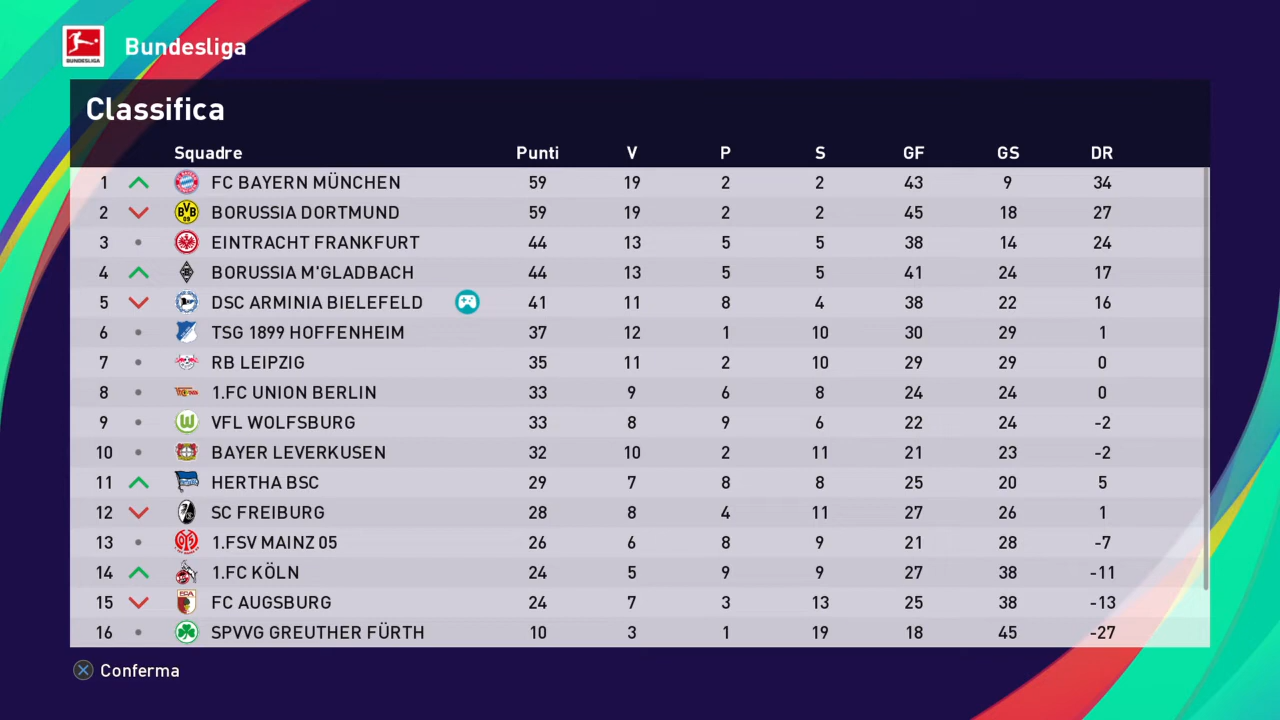 BUNDESLIGA
Bundesliga
Classifica
Squadre Punti V P S GF GS DR
1 FC BAYERN MÜNCHEN 59 19 2 2 43 9 34
2 BORUSSIA DORTMUND 59 19 2 2 45 18 27
3 EINTRACHT FRANKFURT 44 13 5 5 38 14 24
4 BORUSSIA M'GLADBACH 44 13 5 5 41 24 17
5 DSC ARMINIA BIELEFELD 41 11 8 4 38 22 16
6 TSG 1899 HOFFENHEIM 37 12 1 10 30 29 1
7 RB LEIPZIG 35 11 2 10 29 29 0
8 1.FC UNION BERLIN 33 9 6 8 24 24 0
9 VFL WOLFSBURG 33 8 9 6 22 24 -2
10 BAYER LEVERKUSEN 32 10 2 11 21 23 -2
11 HERTHA BSC 29 7 8 8 25 20 5
12 SC FREIBURG 28 8 4 11 27 26 1
13 1.FSV MAINZ 05 26 6 8 9 21 28 -7
14 1.FC KÖLN 24 5 9 9 27 38 -11
15 FC AUGSBURG 24 7 3 13 25 38 -13
16 SPVVG GREUTHER FÜRTH 10 3 1 19 18 45 -27
Conferma